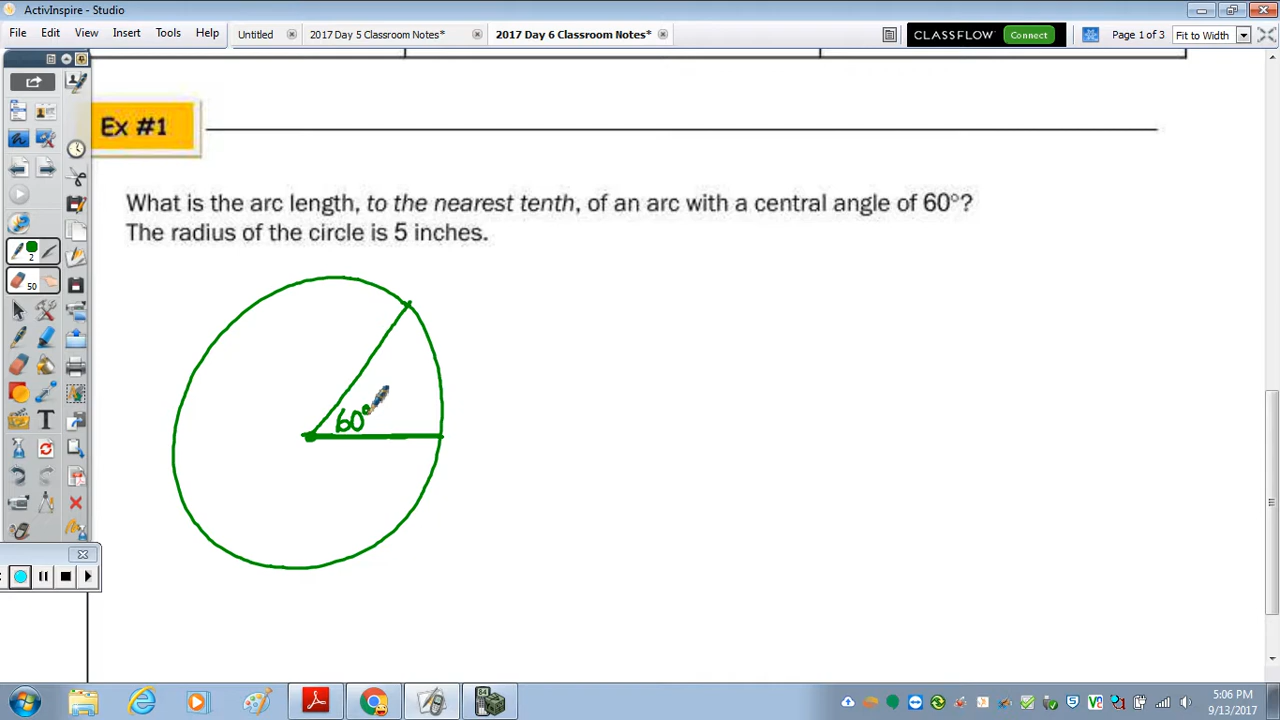 ActivInspire - Studio
File Edit View Insert Tools Help
Untitled
2017 Day 5 Classroom Notes*
2017 Day 6 Classroom Notes*
CLASSFLOW Connect
Page 1 of 3
Fit to Width
Ex #1
What is the arc length, to the nearest tenth, of an arc with a central angle of 60°?
The radius of the circle is 5 inches.
60°
2
50
T
84
5:06 PM
9/13/2017